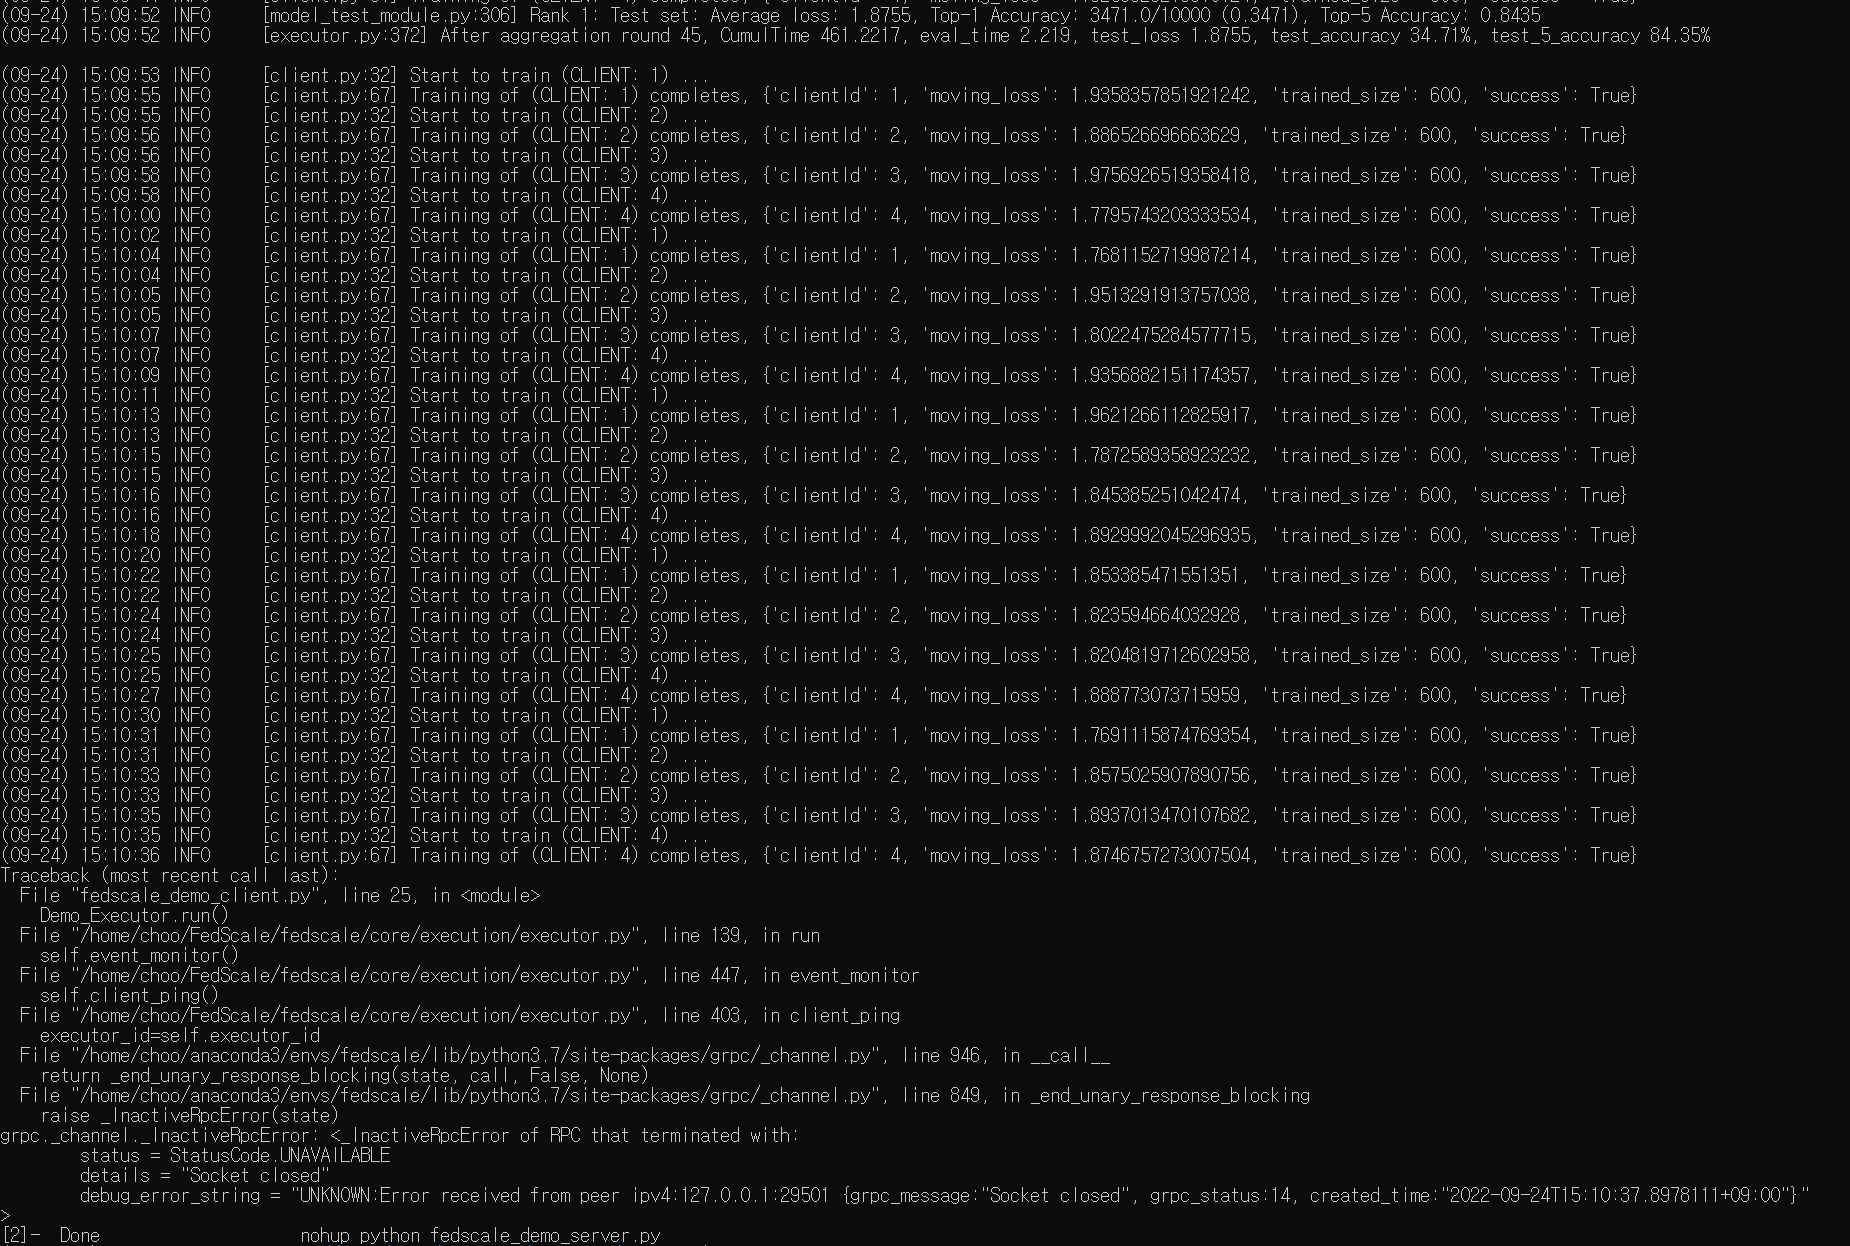 (09-24) 15:09:52 INFO     [model_test_module.py:306] Rank 1: Test set: Average loss: 1.8755, Top-1 Accuracy: 3471.0/10000 (0.3471), Top-5 Accuracy: 0.8435
(09-24) 15:09:52 INFO     [executor.py:372] After aggregation round 45, CumulTime 461.2217, eval_time 2.219, test_loss 1.8755, test_accuracy 34.71%, test_5_accuracy 84.35%
(09-24) 15:09:53 INFO     [client.py:32] Start to train (CLIENT: 1) ...
(09-24) 15:09:55 INFO     [client.py:67] Training of (CLIENT: 1) completes, {'clientId': 1, 'moving_loss': 1.9358357851921242, 'trained_size': 600, 'success': True}
(09-24) 15:09:55 INFO     [client.py:32] Start to train (CLIENT: 2) ...
(09-24) 15:09:56 INFO     [client.py:67] Training of (CLIENT: 2) completes, {'clientId': 2, 'moving_loss': 1.886526696663629, 'trained_size': 600, 'success': True}
(09-24) 15:09:56 INFO     [client.py:32] Start to train (CLIENT: 3) ...
(09-24) 15:09:58 INFO     [client.py:67] Training of (CLIENT: 3) completes, {'clientId': 3, 'moving_loss': 1.9756926519358418, 'trained_size': 600, 'success': True}
(09-24) 15:09:58 INFO     [client.py:32] Start to train (CLIENT: 4) ...
(09-24) 15:10:00 INFO     [client.py:67] Training of (CLIENT: 4) completes, {'clientId': 4, 'moving_loss': 1.7795743203333534, 'trained_size': 600, 'success': True}
(09-24) 15:10:02 INFO     [client.py:32] Start to train (CLIENT: 1) ...
(09-24) 15:10:04 INFO     [client.py:67] Training of (CLIENT: 1) completes, {'clientId': 1, 'moving_loss': 1.7681152719987214, 'trained_size': 600, 'success': True}
(09-24) 15:10:04 INFO     [client.py:32] Start to train (CLIENT: 2) ...
(09-24) 15:10:05 INFO     [client.py:67] Training of (CLIENT: 2) completes, {'clientId': 2, 'moving_loss': 1.9513291913757038, 'trained_size': 600, 'success': True}
(09-24) 15:10:05 INFO     [client.py:32] Start to train (CLIENT: 3) ...
(09-24) 15:10:07 INFO     [client.py:67] Training of (CLIENT: 3) completes, {'clientId': 3, 'moving_loss': 1.8022475284577715, 'trained_size': 600, 'success': True}
(09-24) 15:10:07 INFO     [client.py:32] Start to train (CLIENT: 4) ...
(09-24) 15:10:09 INFO     [client.py:67] Training of (CLIENT: 4) completes, {'clientId': 4, 'moving_loss': 1.9356882151174357, 'trained_size': 600, 'success': True}
(09-24) 15:10:11 INFO     [client.py:32] Start to train (CLIENT: 1) ...
(09-24) 15:10:13 INFO     [client.py:67] Training of (CLIENT: 1) completes, {'clientId': 1, 'moving_loss': 1.9621266112825917, 'trained_size': 600, 'success': True}
(09-24) 15:10:13 INFO     [client.py:32] Start to train (CLIENT: 2) ...
(09-24) 15:10:15 INFO     [client.py:67] Training of (CLIENT: 2) completes, {'clientId': 2, 'moving_loss': 1.7872589358923232, 'trained_size': 600, 'success': True}
(09-24) 15:10:15 INFO     [client.py:32] Start to train (CLIENT: 3) ...
(09-24) 15:10:16 INFO     [client.py:67] Training of (CLIENT: 3) completes, {'clientId': 3, 'moving_loss': 1.845385251042474, 'trained_size': 600, 'success': True}
(09-24) 15:10:16 INFO     [client.py:32] Start to train (CLIENT: 4) ...
(09-24) 15:10:18 INFO     [client.py:67] Training of (CLIENT: 4) completes, {'clientId': 4, 'moving_loss': 1.8929992045296935, 'trained_size': 600, 'success': True}
(09-24) 15:10:20 INFO     [client.py:32] Start to train (CLIENT: 1) ...
(09-24) 15:10:22 INFO     [client.py:67] Training of (CLIENT: 1) completes, {'clientId': 1, 'moving_loss': 1.853385471551351, 'trained_size': 600, 'success': True}
(09-24) 15:10:22 INFO     [client.py:32] Start to train (CLIENT: 2) ...
(09-24) 15:10:24 INFO     [client.py:67] Training of (CLIENT: 2) completes, {'clientId': 2, 'moving_loss': 1.823594664032928, 'trained_size': 600, 'success': True}
(09-24) 15:10:24 INFO     [client.py:32] Start to train (CLIENT: 3) ...
(09-24) 15:10:25 INFO     [client.py:67] Training of (CLIENT: 3) completes, {'clientId': 3, 'moving_loss': 1.8204819712602958, 'trained_size': 600, 'success': True}
(09-24) 15:10:25 INFO     [client.py:32] Start to train (CLIENT: 4) ...
(09-24) 15:10:27 INFO     [client.py:67] Training of (CLIENT: 4) completes, {'clientId': 4, 'moving_loss': 1.888773073715959, 'trained_size': 600, 'success': True}
(09-24) 15:10:30 INFO     [client.py:32] Start to train (CLIENT: 1) ...
(09-24) 15:10:31 INFO     [client.py:67] Training of (CLIENT: 1) completes, {'clientId': 1, 'moving_loss': 1.7691115874769354, 'trained_size': 600, 'success': True}
(09-24) 15:10:31 INFO     [client.py:32] Start to train (CLIENT: 2) ...
(09-24) 15:10:33 INFO     [client.py:67] Training of (CLIENT: 2) completes, {'clientId': 2, 'moving_loss': 1.8575025907890756, 'trained_size': 600, 'success': True}
(09-24) 15:10:33 INFO     [client.py:32] Start to train (CLIENT: 3) ...
(09-24) 15:10:35 INFO     [client.py:67] Training of (CLIENT: 3) completes, {'clientId': 3, 'moving_loss': 1.8937013470107682, 'trained_size': 600, 'success': True}
(09-24) 15:10:35 INFO     [client.py:32] Start to train (CLIENT: 4) ...
(09-24) 15:10:36 INFO     [client.py:67] Training of (CLIENT: 4) completes, {'clientId': 4, 'moving_loss': 1.8746757273007504, 'trained_size': 600, 'success': True}
Traceback (most recent call last):
  File "fedscale_demo_client.py", line 25, in <module>
    Demo_Executor.run()
  File "/home/choo/FedScale/fedscale/core/execution/executor.py", line 139, in run
    self.event_monitor()
  File "/home/choo/FedScale/fedscale/core/execution/executor.py", line 447, in event_monitor
    self.client_ping()
  File "/home/choo/FedScale/fedscale/core/execution/executor.py", line 403, in client_ping
    executor_id=self.executor_id
  File "/home/choo/anaconda3/envs/fedscale/lib/python3.7/site-packages/grpc/_channel.py", line 946, in __call__
    return _end_unary_response_blocking(state, call, False, None)
  File "/home/choo/anaconda3/envs/fedscale/lib/python3.7/site-packages/grpc/_channel.py", line 849, in _end_unary_response_blocking
    raise _InactiveRpcError(state)
grpc._channel._InactiveRpcError: <_InactiveRpcError of RPC that terminated with:
        status = StatusCode.UNAVAILABLE
        details = "Socket closed"
        debug_error_string = "UNKNOWN:Error received from peer ipv4:127.0.0.1:29501 {grpc_message:"Socket closed", grpc_status:14, created_time:"2022-09-24T15:10:37.8978111+09:00"}"
>
[2]-  Done                    nohup python fedscale_demo_server.py